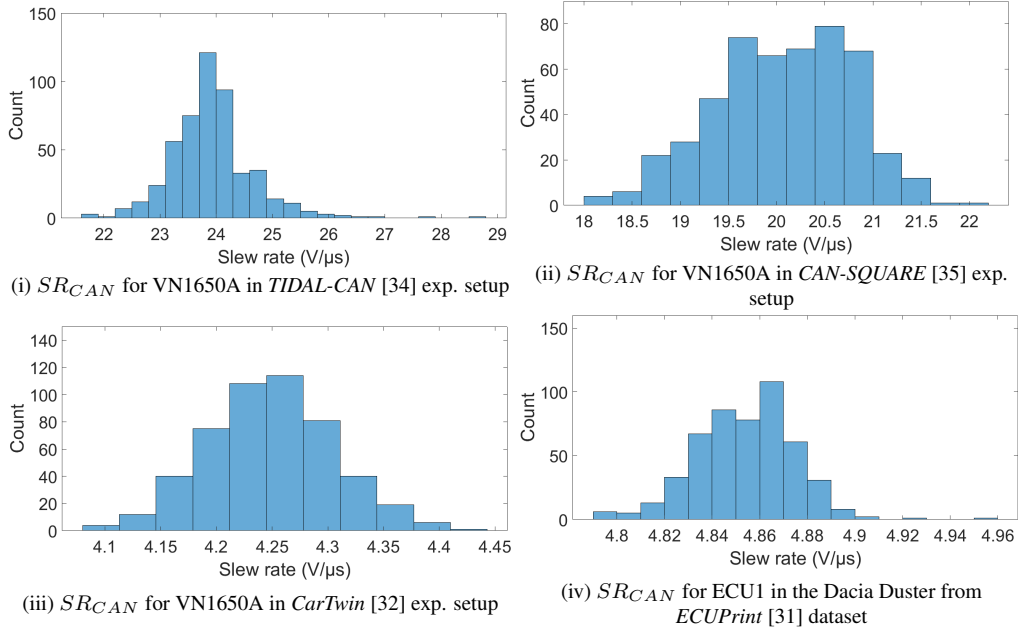 150
100
50
0
Count
22 23 24 25 26 27 28 29
Slew rate (V/µs)
(i) SR_CAN for VN1650A in TIDAL-CAN [34] exp. setup
80
60
40
20
0
Count
18 18.5 19 19.5 20 20.5 21 21.5 22
Slew rate (V/µs)
(ii) SR_CAN for VN1650A in CAN-SQUARE [35] exp.
setup
140
120
100
80
60
40
20
0
Count
4.1 4.15 4.2 4.25 4.3 4.35 4.4 4.45
Slew rate (V/µs)
(iii) SR_CAN for VN1650A in CarTwin [32] exp. setup
150
100
50
0
Count
4.8 4.82 4.84 4.86 4.88 4.9 4.92 4.94 4.96
Slew rate (V/µs)
(iv) SR_CAN for ECU1 in the Dacia Duster from
ECUPrint [31] dataset